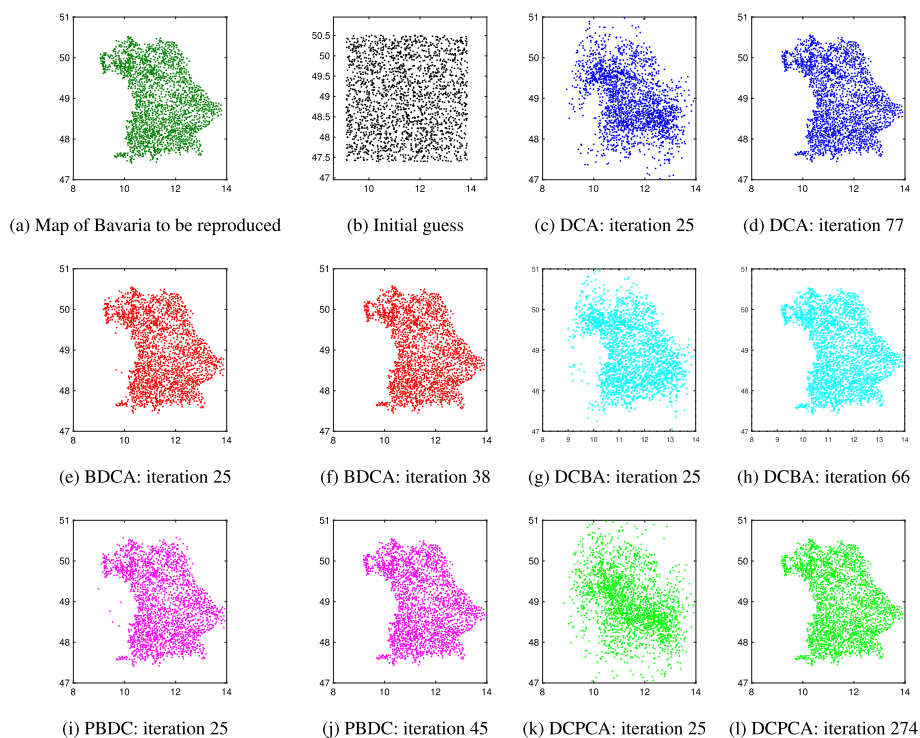 51
50
49
48
47
8 10 12 14
(a) Map of Bavaria to be reproduced
50.5
50
49.5
49
48.5
48
47.5
47
10 12 14
(b) Initial guess
51
50
49
48
47
8 10 12 14
(c) DCA: iteration 25
51
50
49
48
47
8 10 12 14
(d) DCA: iteration 77
51
50
49
48
47
8 10 12 14
(e) BDCA: iteration 25
51
50
49
48
47
8 10 12 14
(f) BDCA: iteration 38
51
50
49
48
47
8 9 10 11 12 13 14
(g) DCBA: iteration 25
51
50
49
48
47
8 9 10 11 12 13 14
(h) DCBA: iteration 66
51
50
49
48
47
8 10 12 14
(i) PBDC: iteration 25
51
50
49
48
47
8 10 12 14
(j) PBDC: iteration 45
51
50
49
48
47
8 10 12 14
(k) DCPCA: iteration 25
51
50
49
48
47
8 10 12 14
(l) DCPCA: iteration 274